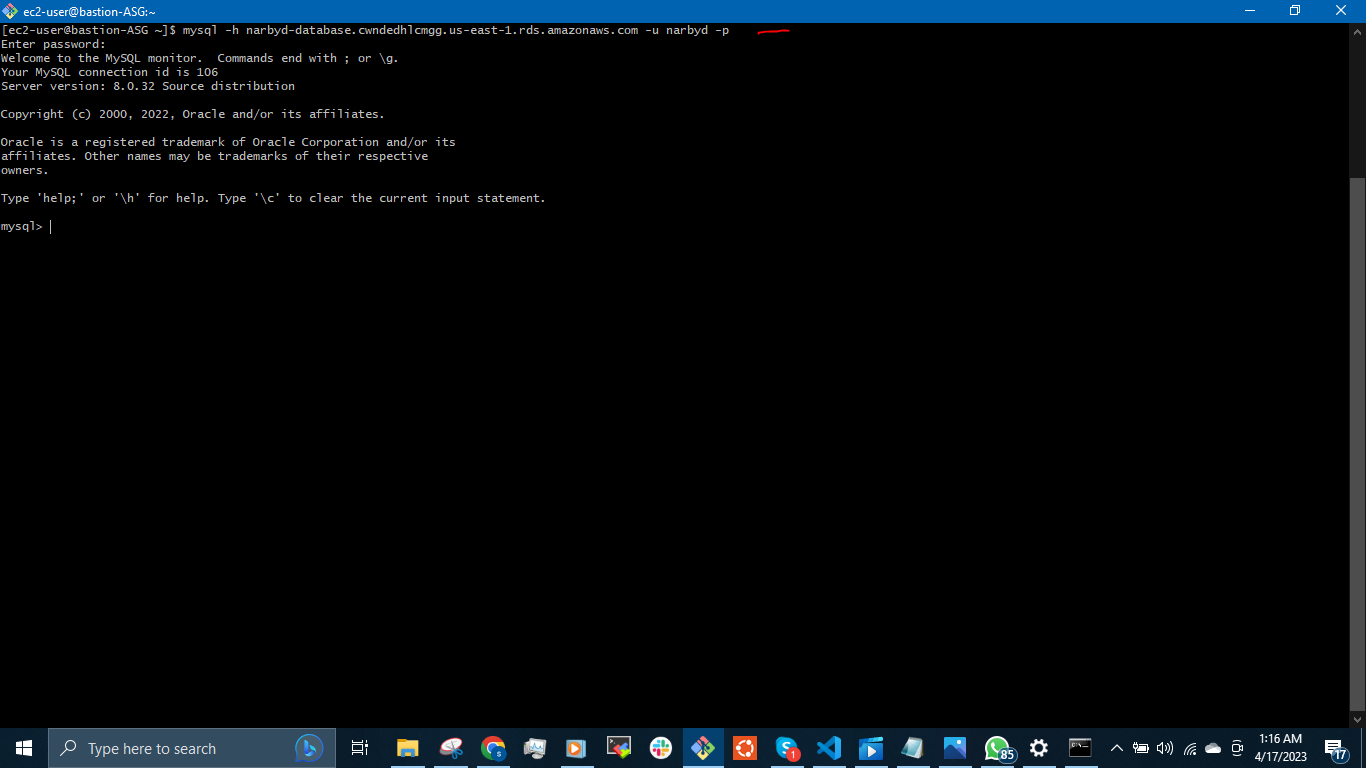 ec2-user@bastion-ASG:~
[ec2-user@bastion-ASG ~]$ mysql -h narbyd-database.cwndedhlcmgg.us-east-1.rds.amazonaws.com -u narbyd -p
Enter password:
Welcome to the MySQL monitor.  Commands end with ; or \g.
Your MySQL connection id is 106
Server version: 8.0.32 Source distribution
Copyright (c) 2000, 2022, Oracle and/or its affiliates.
Oracle is a registered trademark of Oracle Corporation and/or its
affiliates. Other names may be trademarks of their respective
owners.
Type 'help;' or '\h' for help. Type '\c' to clear the current input statement.
mysql>
Type here to search
S
1
85
1:16 AM
4/17/2023
17